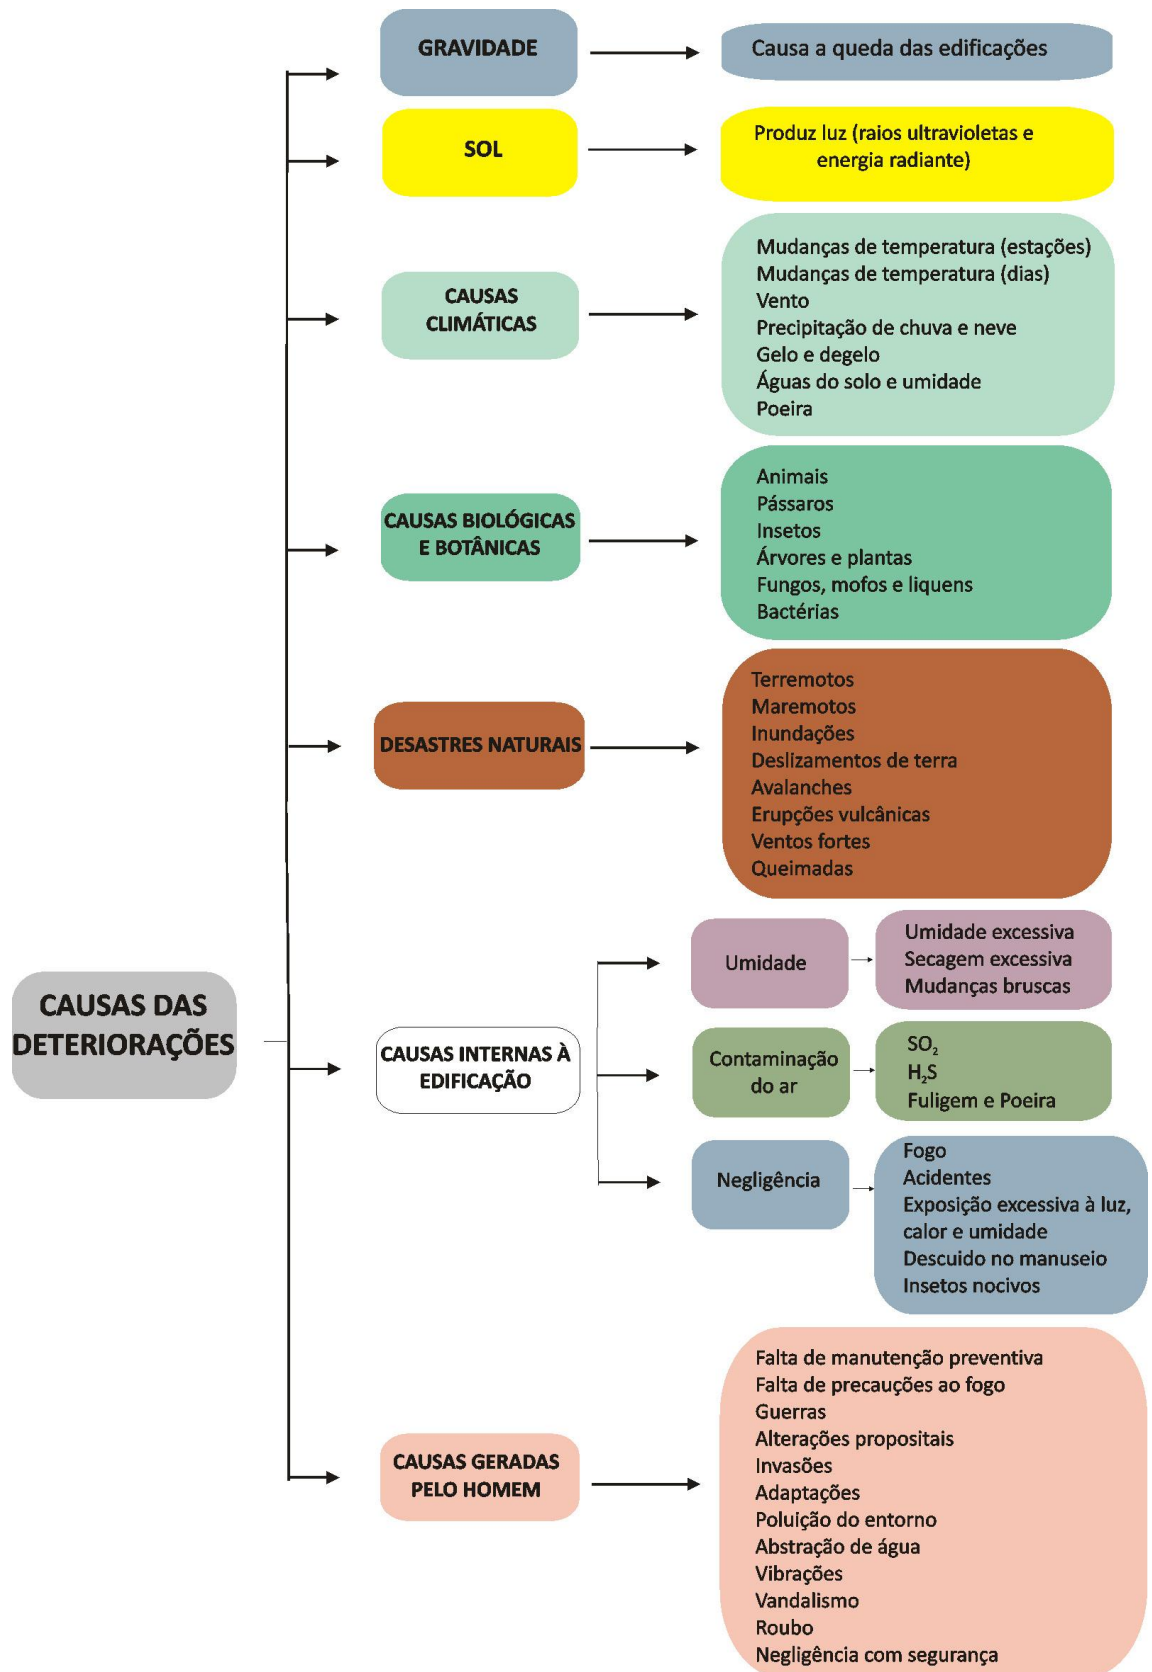 GRAVIDADE
Causa a queda das edificações
SOL
Produz luz (raios ultravioletas e
energia radiante)
CAUSAS
CLIMÁTICAS
Mudanças de temperatura (estações)
Mudanças de temperatura (dias)
Vento
Precipitação de chuva e neve
Gelo e degelo
Águas do solo e umidade
Poeira
CAUSAS BIOLÓGICAS
E BOTÂNICAS
Animais
Pássaros
Insetos
Árvores e plantas
Fungos, mofos e liquens
Bactérias
DESASTRES NATURAIS
Terremotos
Maremotos
Inundações
Deslizamentos de terra
Avalanches
Erupções vulcânicas
Ventos fortes
Queimadas
CAUSAS DAS
DETERIORAÇÕES
CAUSAS INTERNAS À
EDIFICAÇÃO
Umidade
Umidade excessiva
Secagem excessiva
Mudanças bruscas
Contaminação
do ar
SO₂
H₂S
Fuligem e Poeira
Negligência
Fogo
Acidentes
Exposição excessiva à luz,
calor e umidade
Descuido no manuseio
Insetos nocivos
CAUSAS GERADAS
PELO HOMEM
Falta de manutenção preventiva
Falta de precauções ao fogo
Guerras
Alterações propositais
Invasões
Adaptações
Poluição do entorno
Abstração de água
Vibrações
Vandalismo
Roubo
Negligência com segurança